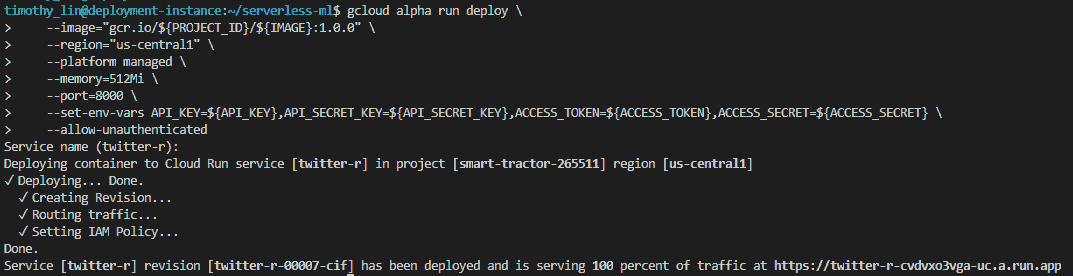 timothy_lin@deployment-instance:~/serverless-ml$ gcloud alpha run deploy \
>     --image="gcr.io/${PROJECT_ID}/${IMAGE}:1.0.0" \
>     --region="us-central1" \
>     --platform managed \
>     --memory=512Mi \
>     --port=8000 \
>     --set-env-vars API_KEY=${API_KEY},API_SECRET_KEY=${API_SECRET_KEY},ACCESS_TOKEN=${ACCESS_TOKEN},ACCESS_SECRET=${ACCESS_SECRET} \
>     --allow-unauthenticated
Service name (twitter-r):
Deploying container to Cloud Run service [twitter-r] in project [smart-tractor-265511] region [us-central1]
✓ Deploying... Done.
  ✓ Creating Revision...
  ✓ Routing traffic...
  ✓ Setting IAM Policy...
Done.
Service [twitter-r] revision [twitter-r-00007-cif] has been deployed and is serving 100 percent of traffic at https://twitter-r-cvdvxo3vga-uc.a.run.app